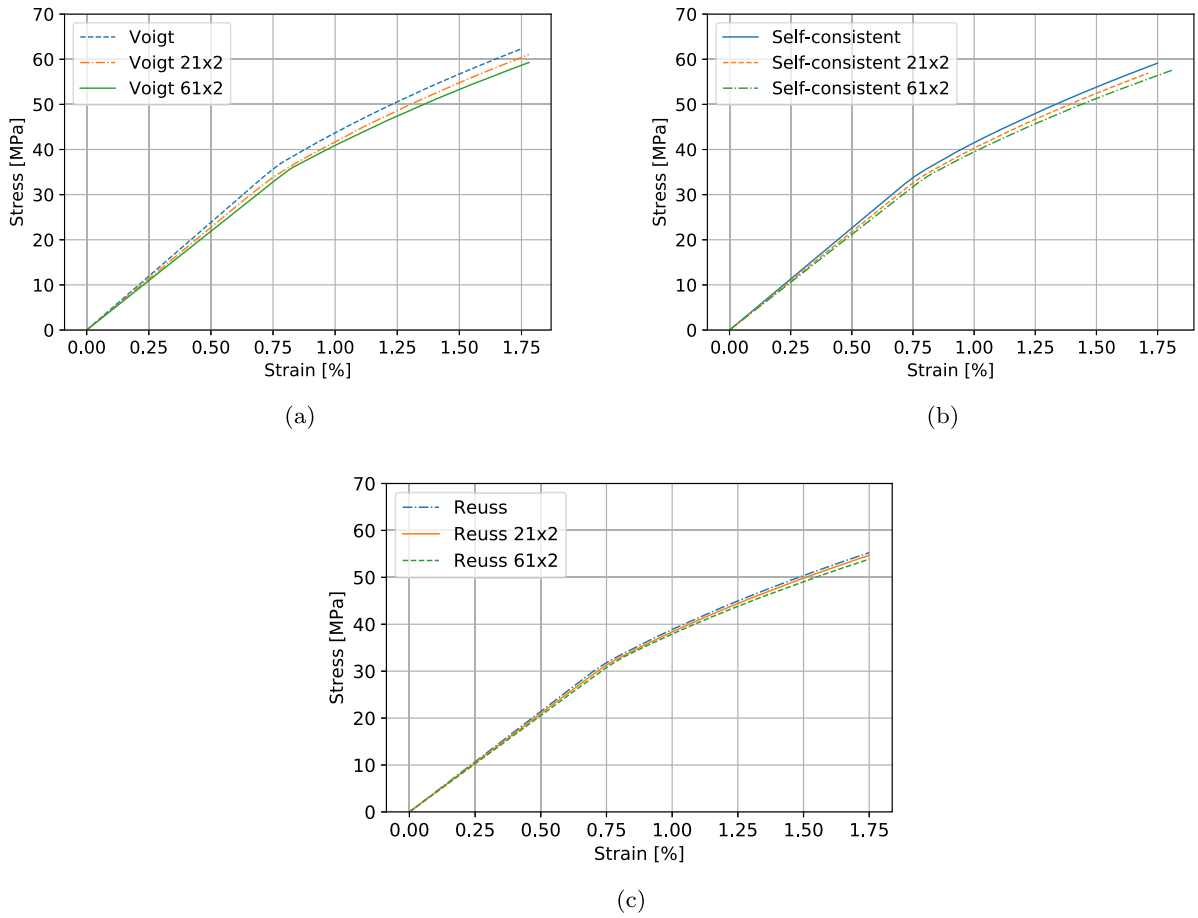 70
60
50
40
30
20
10
0
Stress [MPa]
Voigt
Voigt 21x2
Voigt 61x2
0.00 0.25 0.50 0.75 1.00 1.25 1.50 1.75
Strain [%]
(a)
70
60
50
40
30
20
10
0
Stress [MPa]
Self-consistent
Self-consistent 21x2
Self-consistent 61x2
0.00 0.25 0.50 0.75 1.00 1.25 1.50 1.75
Strain [%]
(b)
70
60
50
40
30
20
10
0
Stress [MPa]
Reuss
Reuss 21x2
Reuss 61x2
0.00 0.25 0.50 0.75 1.00 1.25 1.50 1.75
Strain [%]
(c)